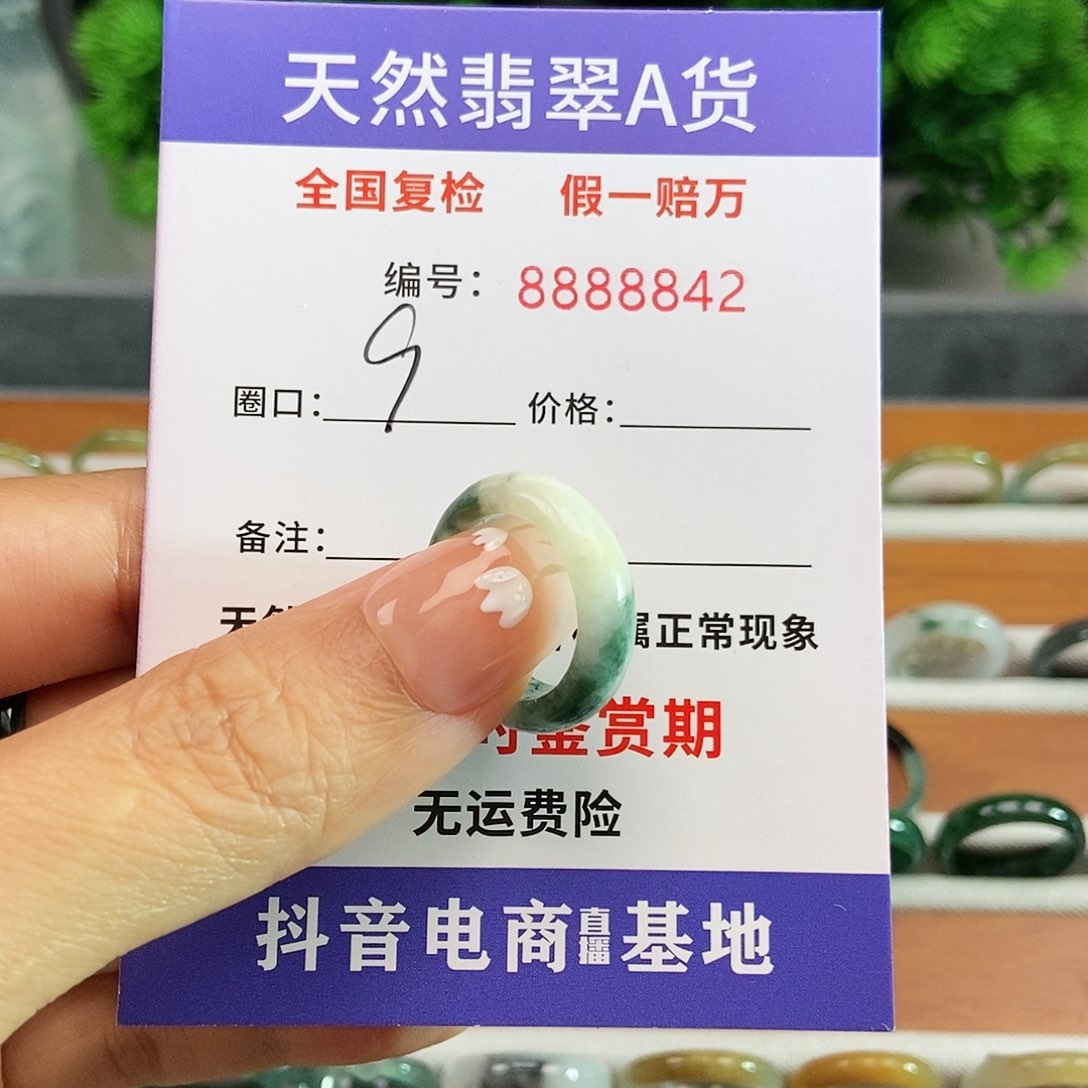 天然翡翠A货
全国复检 假一赔万
编号：8888842
圈口：9 价格：
备注：
天然 属正常现象
鉴赏期
无运费险
抖音电商直播基地